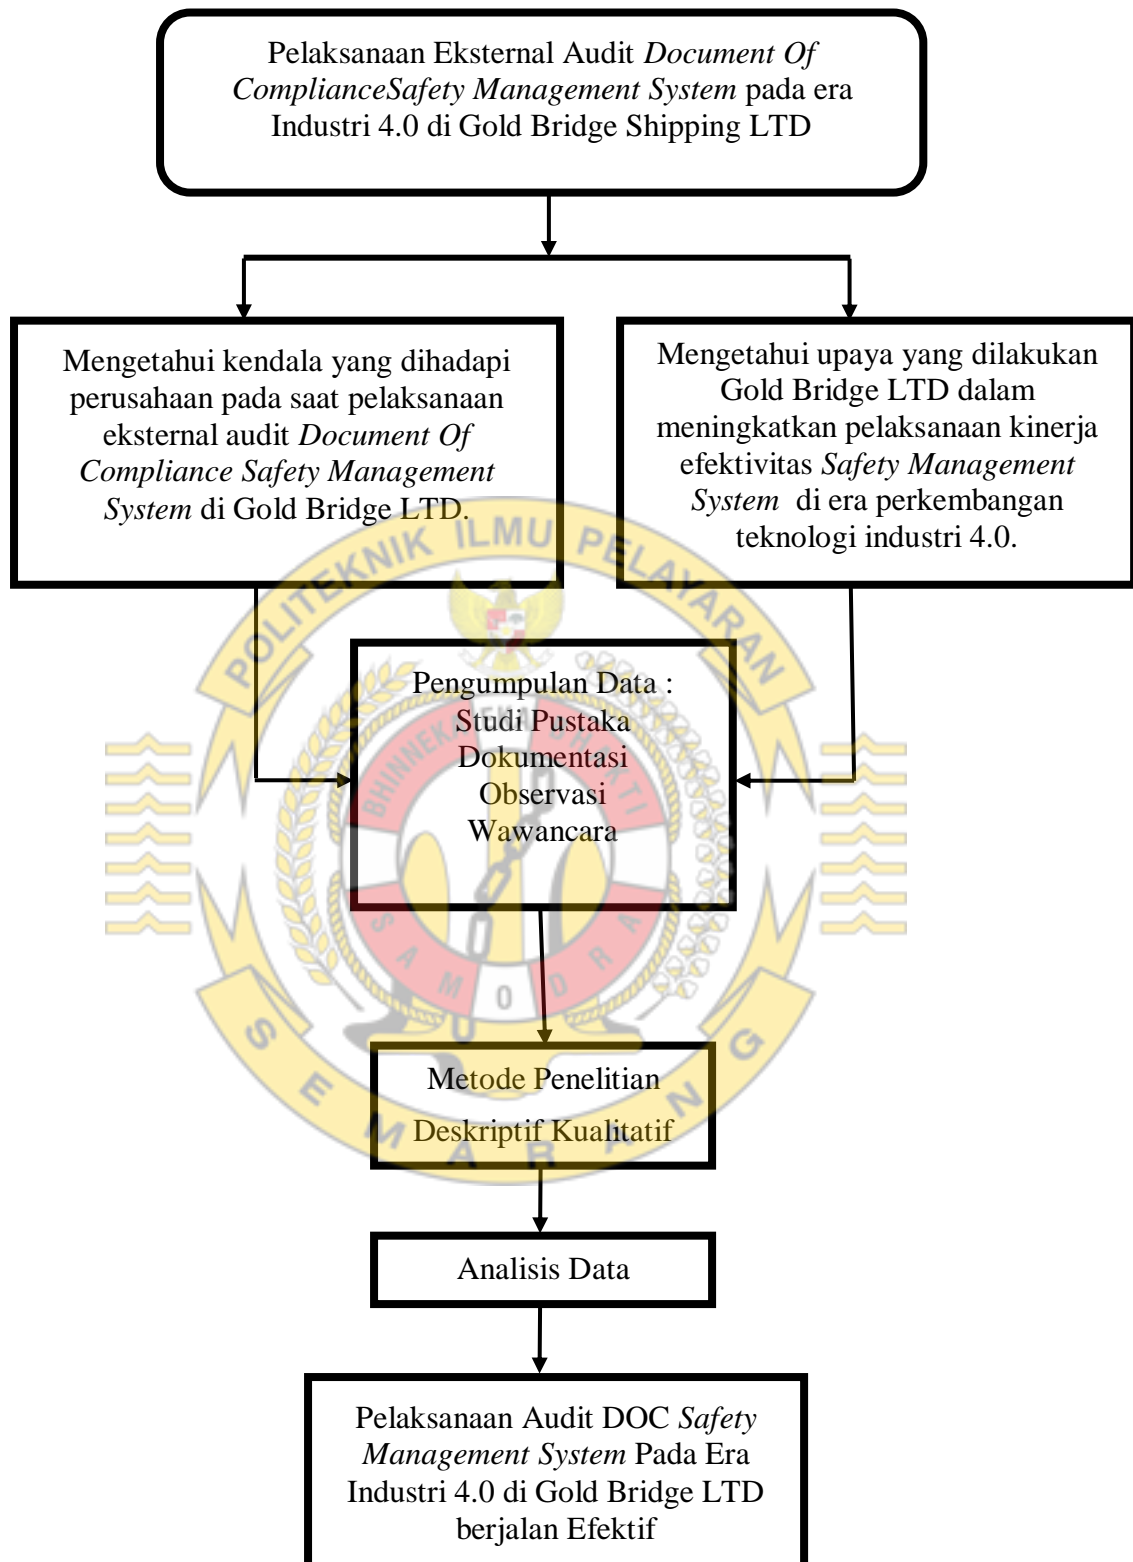 Pelaksanaan Eksternal Audit Document Of
ComplianceSafety Management System pada era
Industri 4.0 di Gold Bridge Shipping LTD
Mengetahui kendala yang dihadapi
perusahaan pada saat pelaksanaan
eksternal audit Document Of
Compliance Safety Management
System di Gold Bridge LTD.
Mengetahui upaya yang dilakukan
Gold Bridge LTD dalam
meningkatkan pelaksanaan kinerja
efektivitas Safety Management
System di era perkembangan
teknologi industri 4.0.
POLITEKNIK ILMU PELAYARAN
Pengumpulan Data :
Studi Pustaka
Dokumentasi
Observasi
Wawancara
BHINNEKA EKA BHAKTI
SAMODRA
SEMARANG
Metode Penelitian
Deskriptif Kualitatif
Analisis Data
Pelaksanaan Audit DOC Safety
Management System Pada Era
Industri 4.0 di Gold Bridge LTD
berjalan Efektif